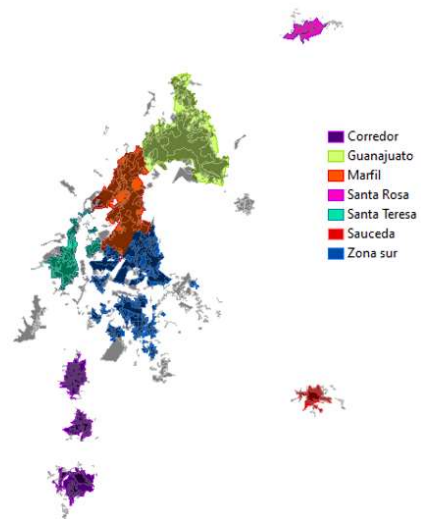 Corredor
Guanajuato
Marfil
Santa Rosa
Santa Teresa
Sauceda
Zona sur